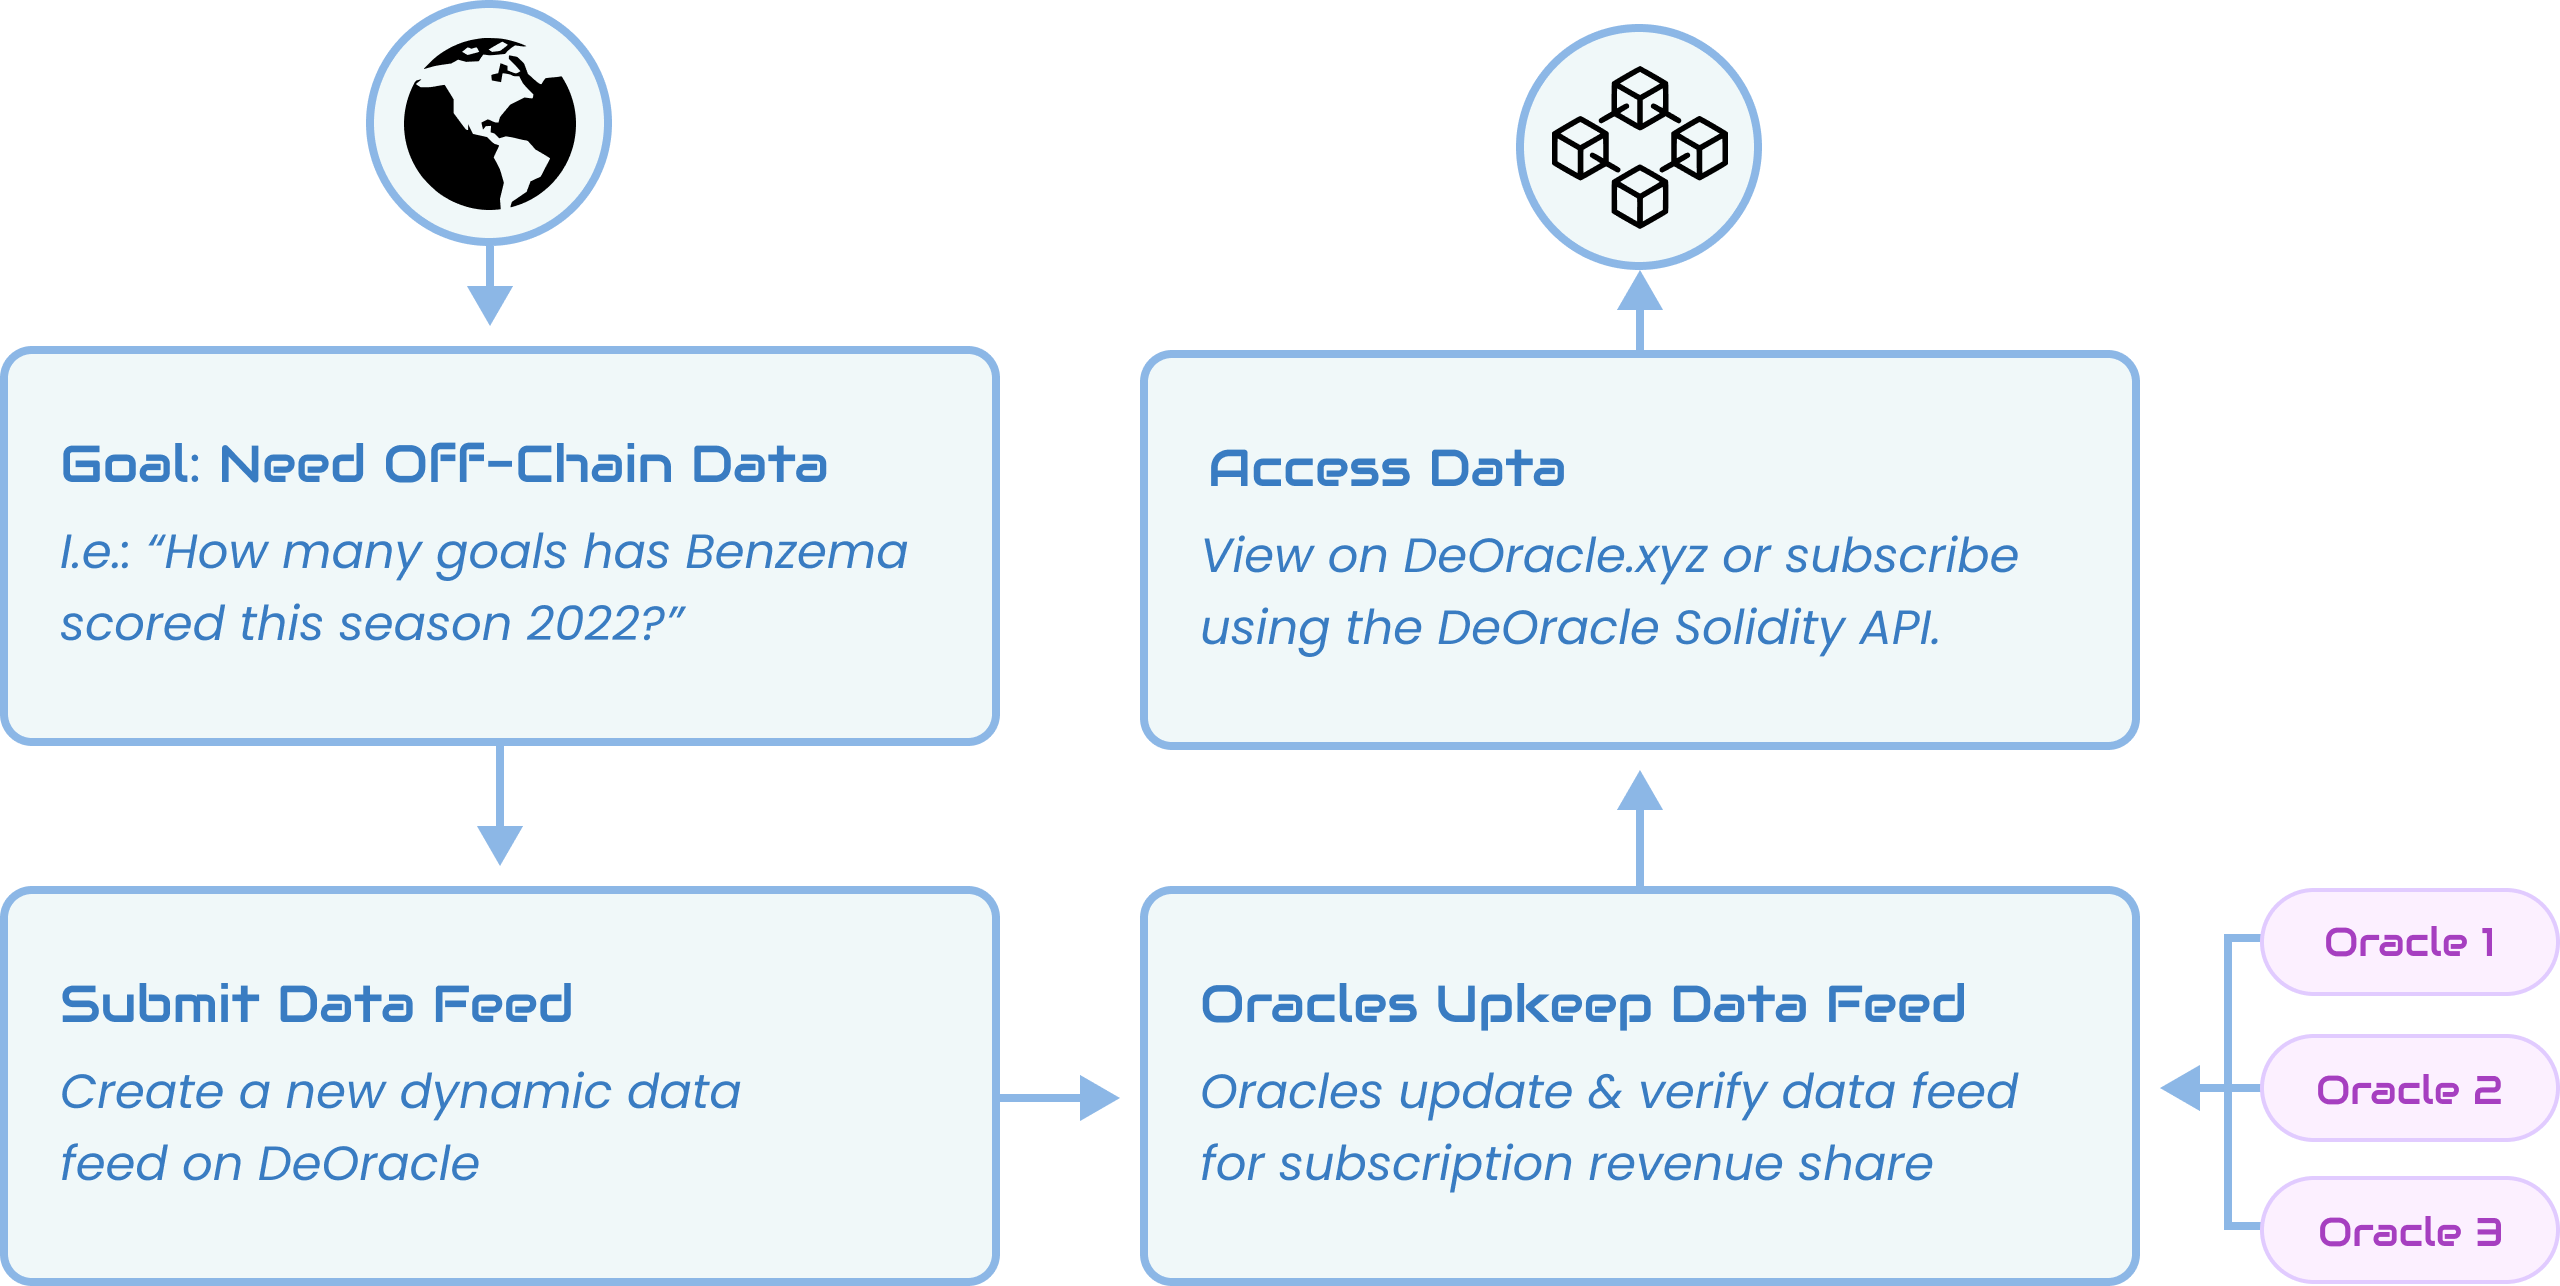 Goal: Need Off-Chain Data
I.e.: “How many goals has Benzema
scored this season 2022?”
Submit Data Feed
Create a new dynamic data
feed on DeOracle
Access Data
View on DeOracle.xyz or subscribe
using the DeOracle Solidity API.
Oracles Upkeep Data Feed
Oracles update & verify data feed
for subscription revenue share
Oracle 1
Oracle 2
Oracle 3